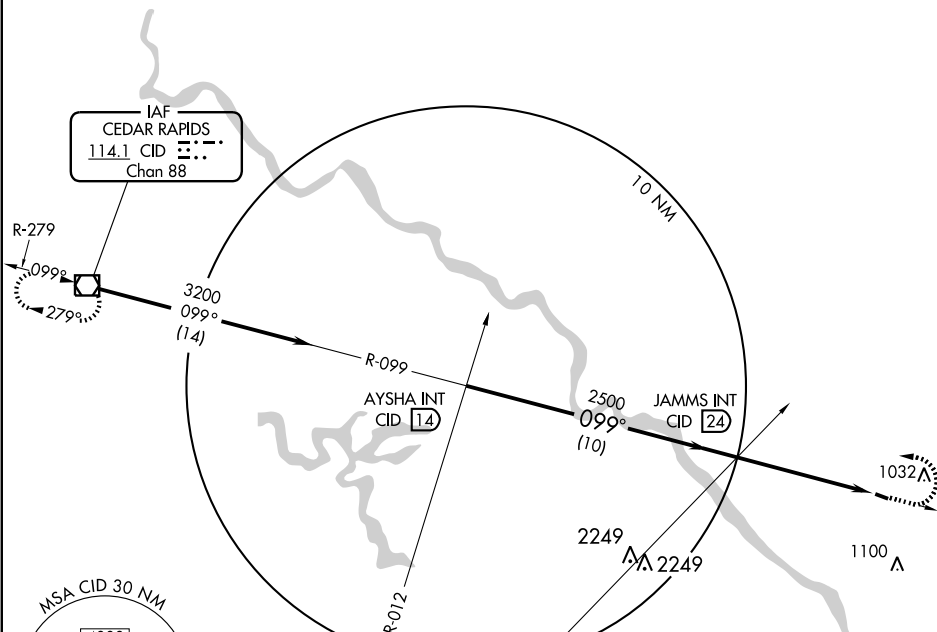 IAF
CEDAR RAPIDS
114.1 CID
Chan 88
10 NM
R-279
099°
279°
3200
099°
(14)
R-099
AYSHA INT
CID 14
2500
099°
(10)
JAMMS INT
CID 24
1032
2249
2249
1100
R-012
MSA CID 30 NM